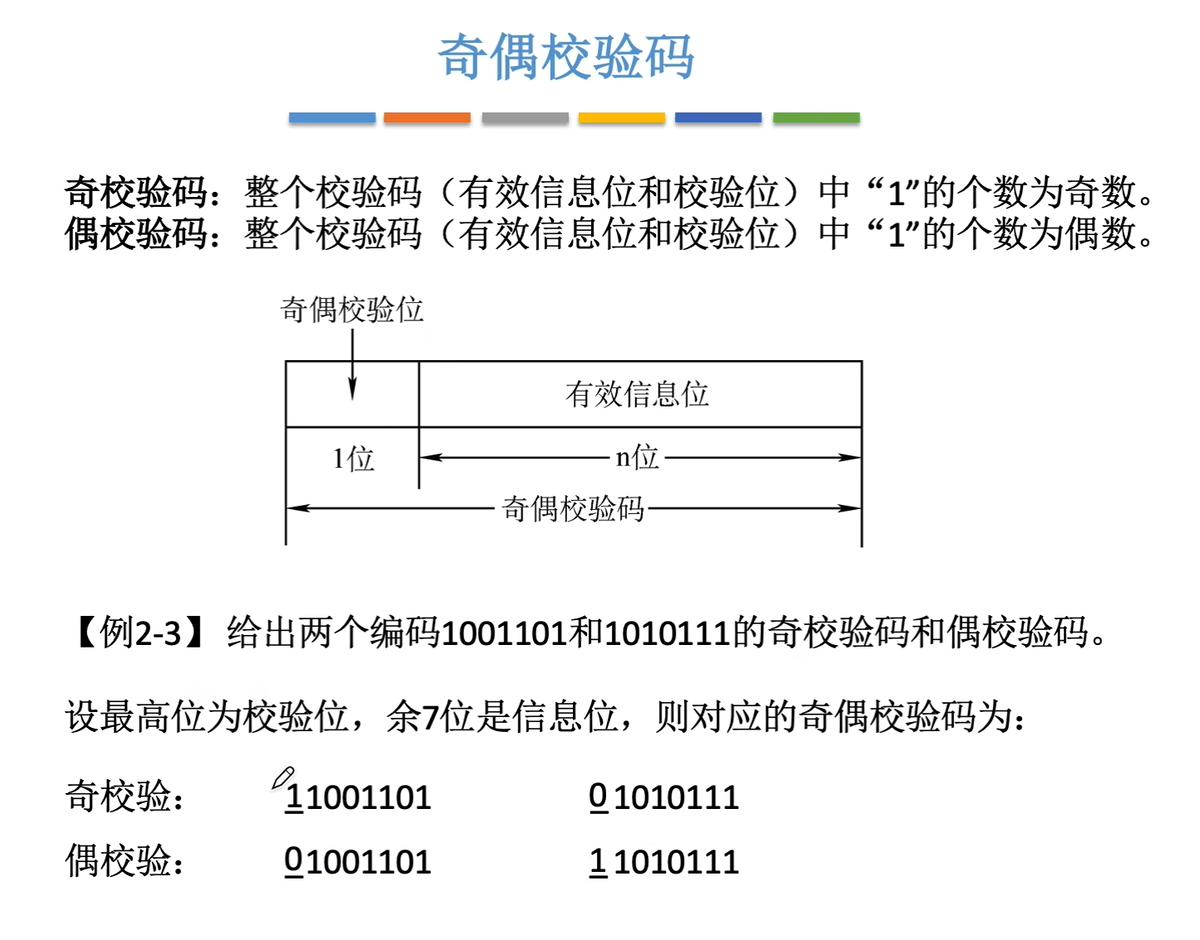 奇偶校验码
奇校验码：整个校验码（有效信息位和校验位）中“1”的个数为奇数。
偶校验码：整个校验码（有效信息位和校验位）中“1”的个数为偶数。
奇偶校验位
有效信息位
1位
n位
奇偶校验码
【例2-3】 给出两个编码1001101和1010111的奇校验码和偶校验码。
设最高位为校验位，余7位是信息位，则对应的奇偶校验码为：
奇校验： 11001101 0 1010111
偶校验： 01001101 1 1010111